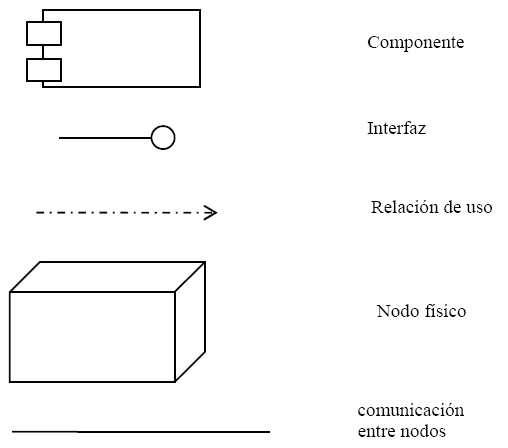 Componente
Interfaz
Relación de uso
Nodo físico
comunicación
entre nodos